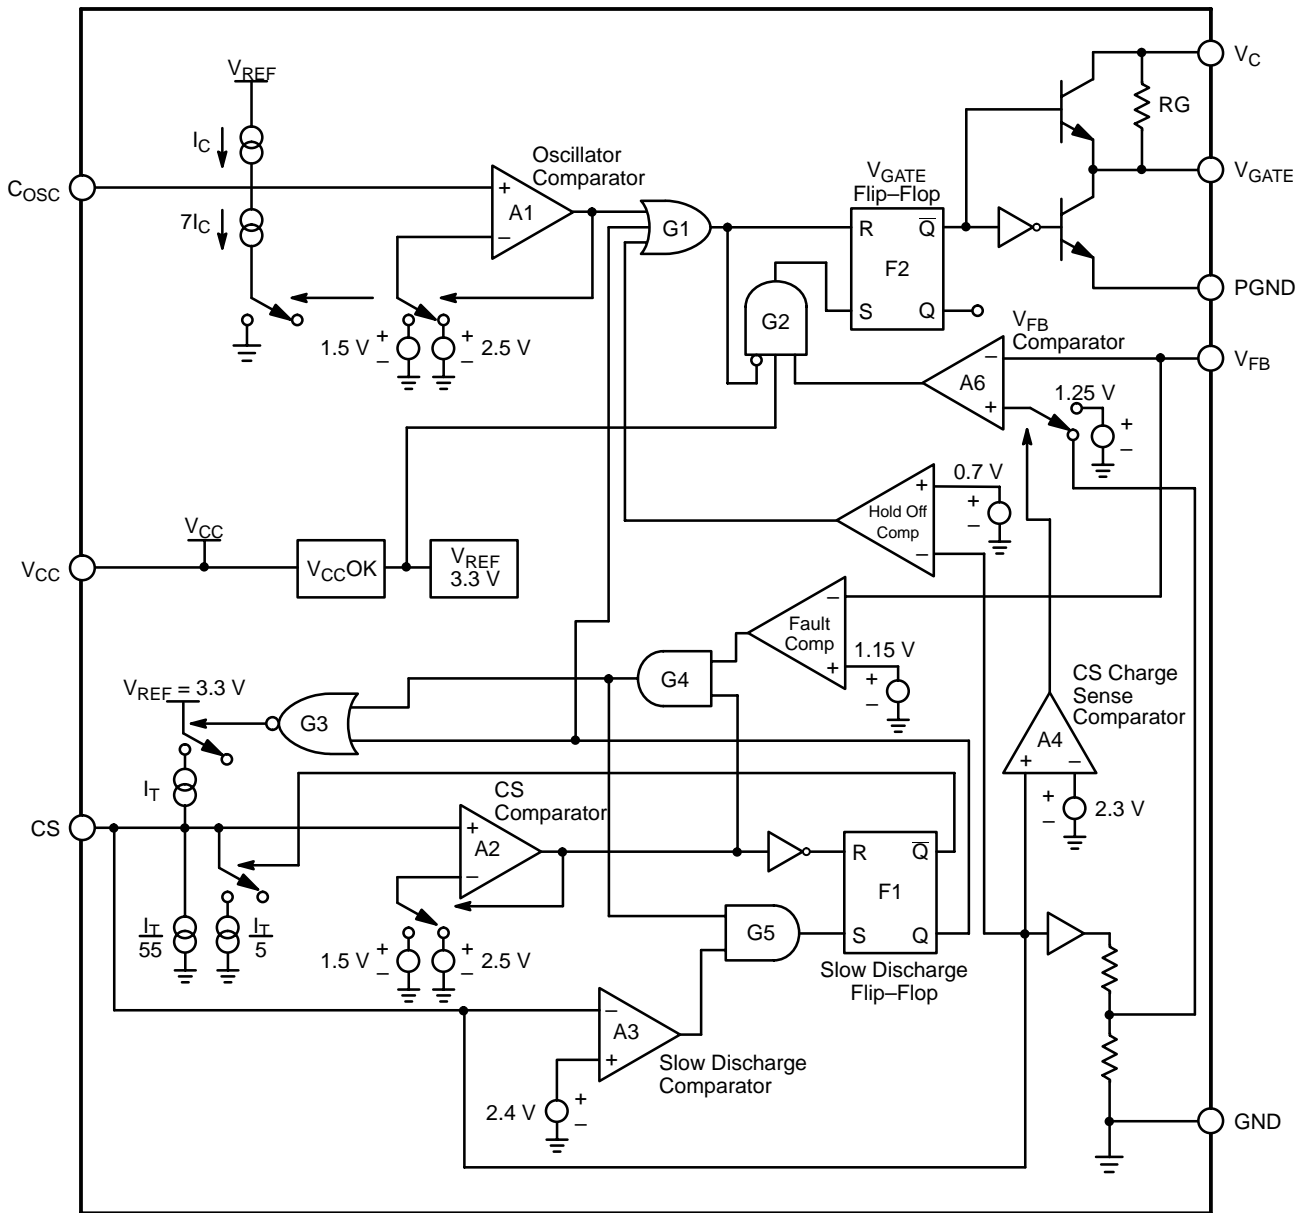 VREF
VC
RG
IC
COSC
7IC
Oscillator
Comparator
+
A1
−
G1
VGATE
Flip–Flop
R
Q
F2
S
Q
VGATE
PGND
G2
1.5 V
+
−
+
−
2.5 V
VFB
Comparator
−
A6
+
VFB
1.25 V
+
−
0.7 V
+
−
+
Hold Off
Comp
−
VCC
VCC
VCCOK
VREF
3.3 V
−
Fault
Comp
+
1.15 V
+
−
G4
VREF = 3.3 V
G3
CS Charge
Sense
Comparator
A4
+
−
+
−
2.3 V
IT
CS
CS
Comparator
+
A2
−
R
Q
F1
S
Q
Slow Discharge
Flip–Flop
IT
55
IT
5
1.5 V
+
−
+
−
2.5 V
G5
−
A3
+
Slow Discharge
Comparator
2.4 V
+
−
GND